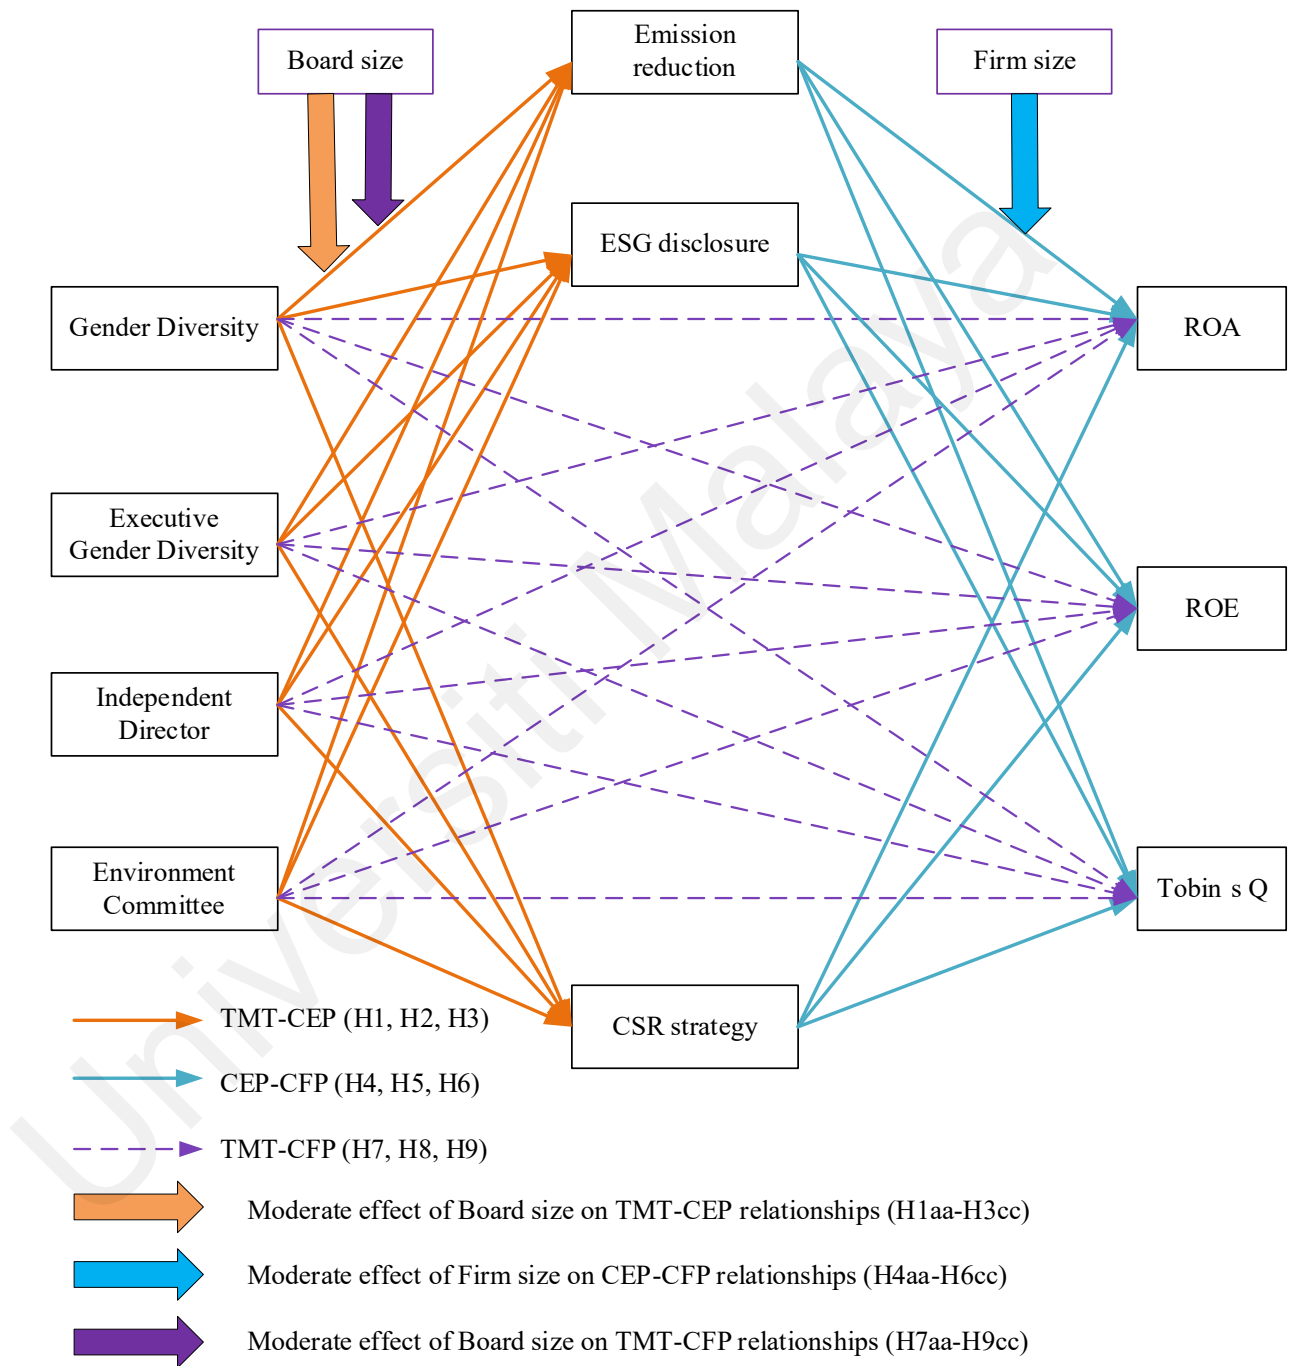 Board size
Emission
reduction
Firm size
ESG disclosure
Gender Diversity
ROA
Executive
Gender Diversity
ROE
Independent
Director
Environment
Committee
Tobin s Q
CSR strategy
TMT-CEP (H1, H2, H3)
CEP-CFP (H4, H5, H6)
TMT-CFP (H7, H8, H9)
Moderate effect of Board size on TMT-CEP relationships (H1aa-H3cc)
Moderate effect of Firm size on CEP-CFP relationships (H4aa-H6cc)
Moderate effect of Board size on TMT-CFP relationships (H7aa-H9cc)
Universiti Malaya